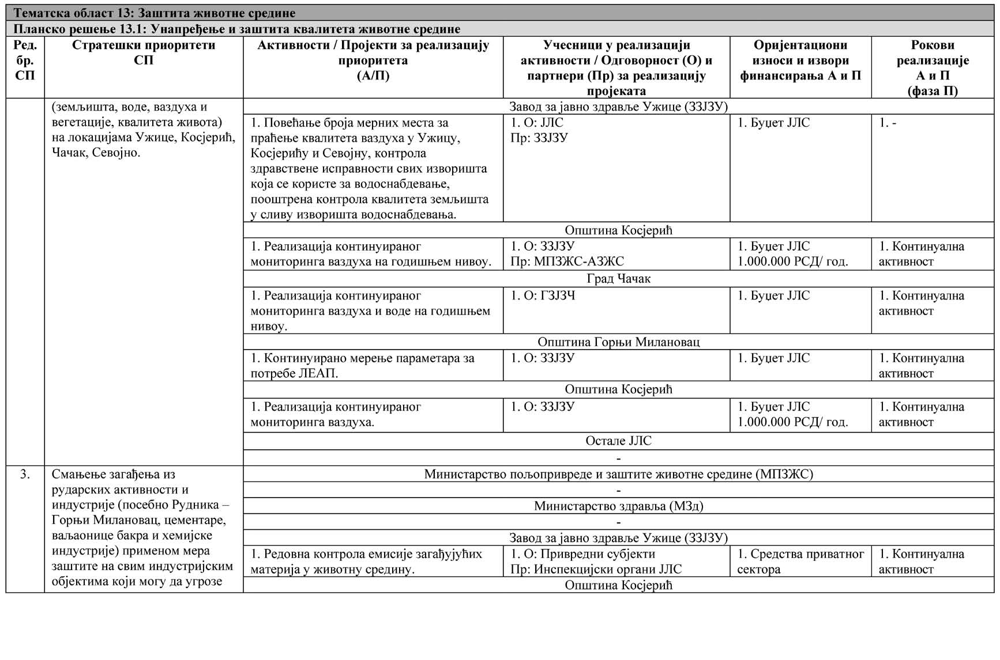 Тематска област 13: Заштита животне средине
Планско решење 13.1: Унапређење и заштита квалитета животне средине
Ред.
бр.
СП
Стратешки приоритети
СП
Активности / Пројекти за реализацију
приоритета
(А/П)
Учесници у реализацији
активности / Одговорност (О) и
партнери (Пр) за реализацију
пројеката
Оријентациони
износи и извори
финансирања А и П
Рокови
реализације
А и П
(фаза П)
(земљишта, воде, ваздуха и
вегетације, квалитета живота)
на локацијама Ужице, Косјерић,
Чачак, Севојно.
Завод за јавно здравље Ужице (ЗЗЈЗУ)
1. Повећање броја мерних места за
праћење квалитета ваздуха у Ужицу,
Косјерићу и Севојну, контрола
здравствене исправности свих изворишта
која се користе за водоснабдевање,
пооштрена контрола квалитета земљишта
у сливу изворишта водоснабдевања.
1. О: ЈЛС
Пр: ЗЗЈЗУ
1. Буџет ЈЛС
1. -
Општина Косјерић
1. Реализација континуираног
мониторинга ваздуха на годишњем нивоу.
1. О: ЗЗЈЗУ
Пр: МПЗЖС-АЗЖС
1. Буџет ЈЛС
1.000.000 РСД/ год.
1. Континуална
активност
Град Чачак
1. Реализација континуираног
мониторинга ваздуха и воде на годишњем
нивоу.
1. О: ГЗЈЗЧ
1. Буџет ЈЛС
1. Континуална
активност
Општина Горњи Милановац
1. Континуирано мерење параметара за
потребе ЛЕАП.
1. О: ЗЗЈЗУ
1. Буџет ЈЛС
1. Континуална
активност
Општина Косјерић
1. Реализација континуираног
мониторинга ваздуха.
1. О: ЗЗЈЗУ
1. Буџет ЈЛС
1.000.000 РСД/ год.
1. Континуална
активност
Остале ЈЛС
-
3.
Смањење загађења из
рударских активности и
индустрије (посебно Рудника –
Горњи Милановац, цементаре,
ваљаонице бакра и хемијске
индустрије) применом мера
заштите на свим индустријским
објектима који могу да угрозе
Министарство пољопривреде и заштите животне средине (МПЗЖС)
-
Министарство здравља (МЗд)
-
Завод за јавно здравље Ужице (ЗЗЈЗУ)
1. Редовна контрола емисије загађујућих
материја у животну средину.
1. О: Привредни субјекти
Пр: Инспекцијски органи ЈЛС
1. Средства приватног
сектора
1. Континуална
активност
Општина Косјерић